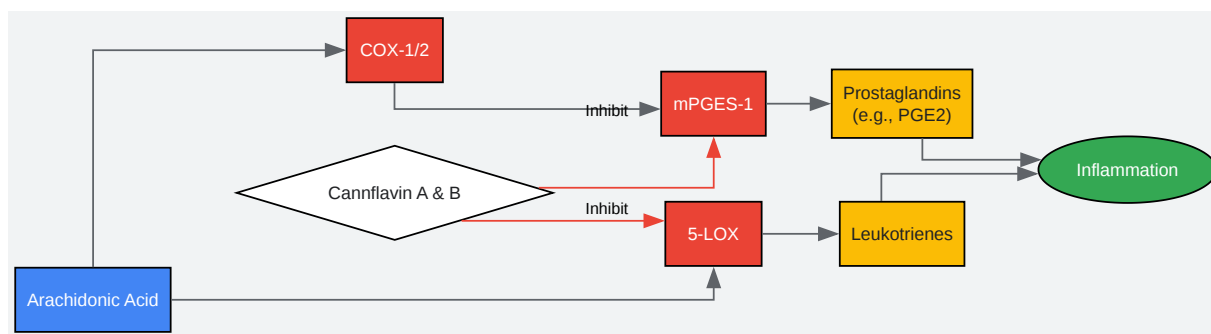 COX-1/2
mPGES-1
Prostaglandins
(e.g., PGE2)
Inhibit
Inflammation
Cannflavin A & B
Inhibit
5-LOX
Leukotrienes
Arachidonic Acid